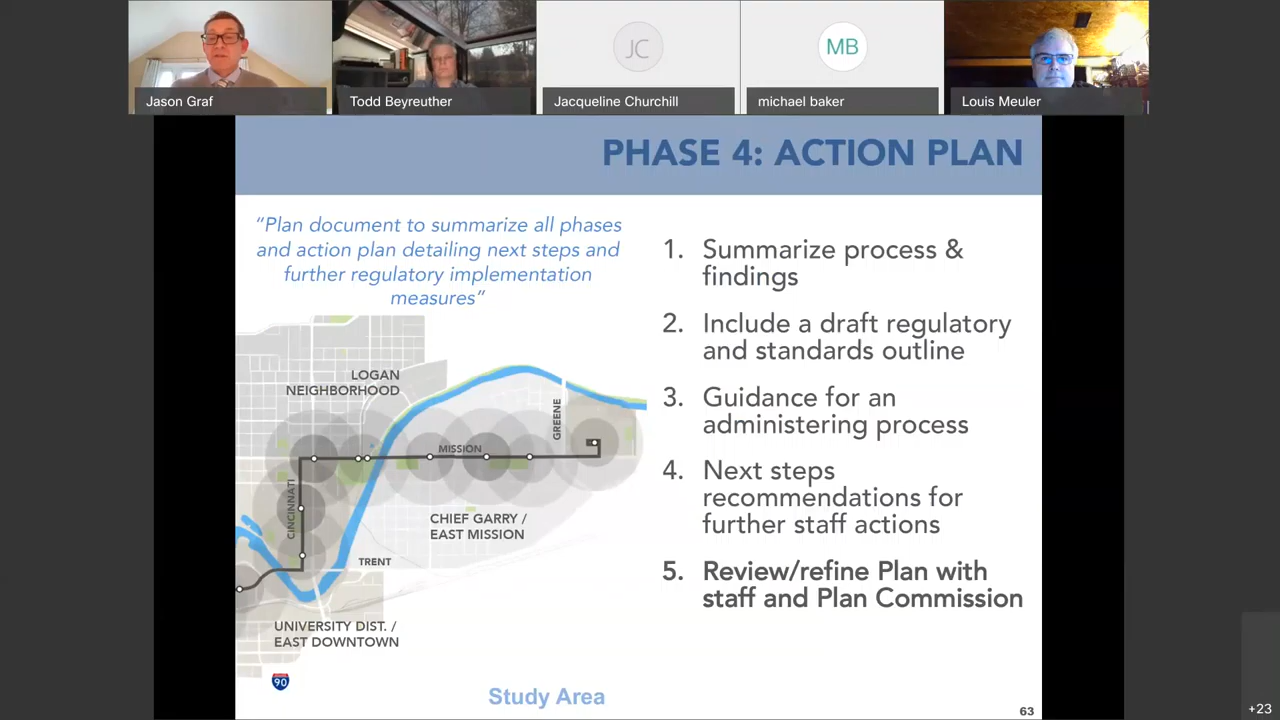 JC
MB
Jason Graf
Todd Beyreuther
Jacqueline Churchill
michael baker
Louis Meuler
PHASE 4: ACTION PLAN
“Plan document to summarize all phases
and action plan detailing next steps and
further regulatory implementation
measures”
LOGAN
NEIGHBORHOOD
GREENE
MISSION
CINCINNATI
CHIEF GARRY /
EAST MISSION
TRENT
UNIVERSITY DIST. /
EAST DOWNTOWN
90
Study Area
1. Summarize process &
findings
2. Include a draft regulatory
and standards outline
3. Guidance for an
administering process
4. Next steps
recommendations for
further staff actions
5. Review/refine Plan with
staff and Plan Commission
63
+23